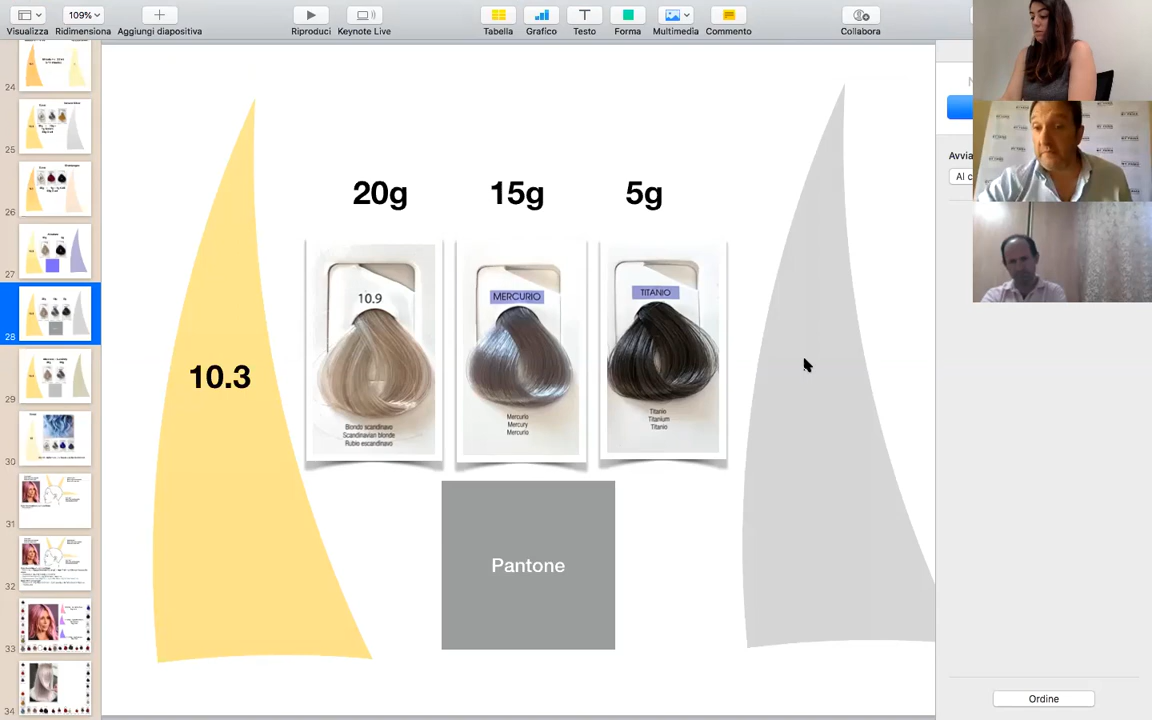 109%
Visualizza
Ridimensiona
Aggiungi diapositiva
Riproduci
Keynote Live
Tabella
Grafico
Testo
Forma
Multimedia
Commento
Collabora
24
25
26
27
28
29
30
31
32
33
34
20g
15g
5g
10.3
10.9
Biondo scandinavo
Scandinavian blonde
Rubio escandinavo
MERCURIO
Mercurio
Mercury
Mercurio
TITANIO
Titanio
Titanium
Titanio
Pantone
Avvia
Al c
Ordine